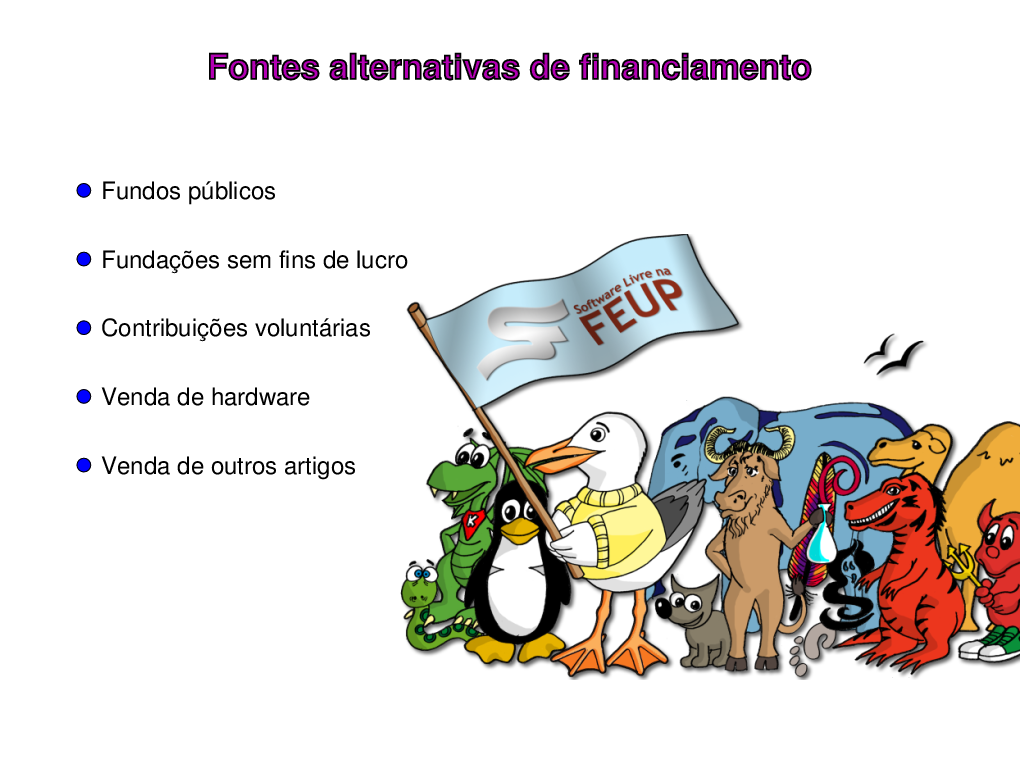 Fontes alternativas de financiamento
Fundos públicos
Fundações sem fins de lucro
Contribuições voluntárias
Venda de hardware
Venda de outros artigos
Software Livre na
FEUP
K